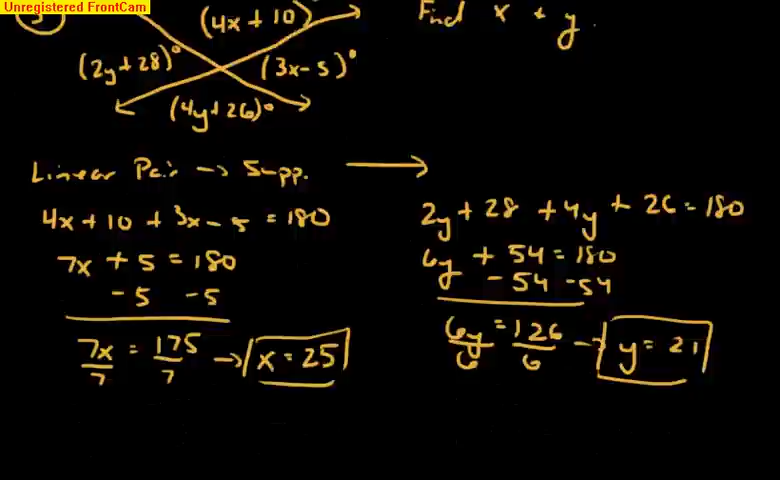 Unregistered FrontCam
3
(4x + 10)
Find x + y.
(2y + 28)°
(3x - 5)°
(4y + 26)°
Linear Pair -> Supp. ->
4x + 10 + 3x - 5 = 180
7x + 5 = 180
- 5 - 5
7x/7 = 175/7 -> x = 25
2y + 28 + 4y + 26 = 180
6y + 54 = 180
- 54 - 54
6y/6 = 126/6 -> y = 21